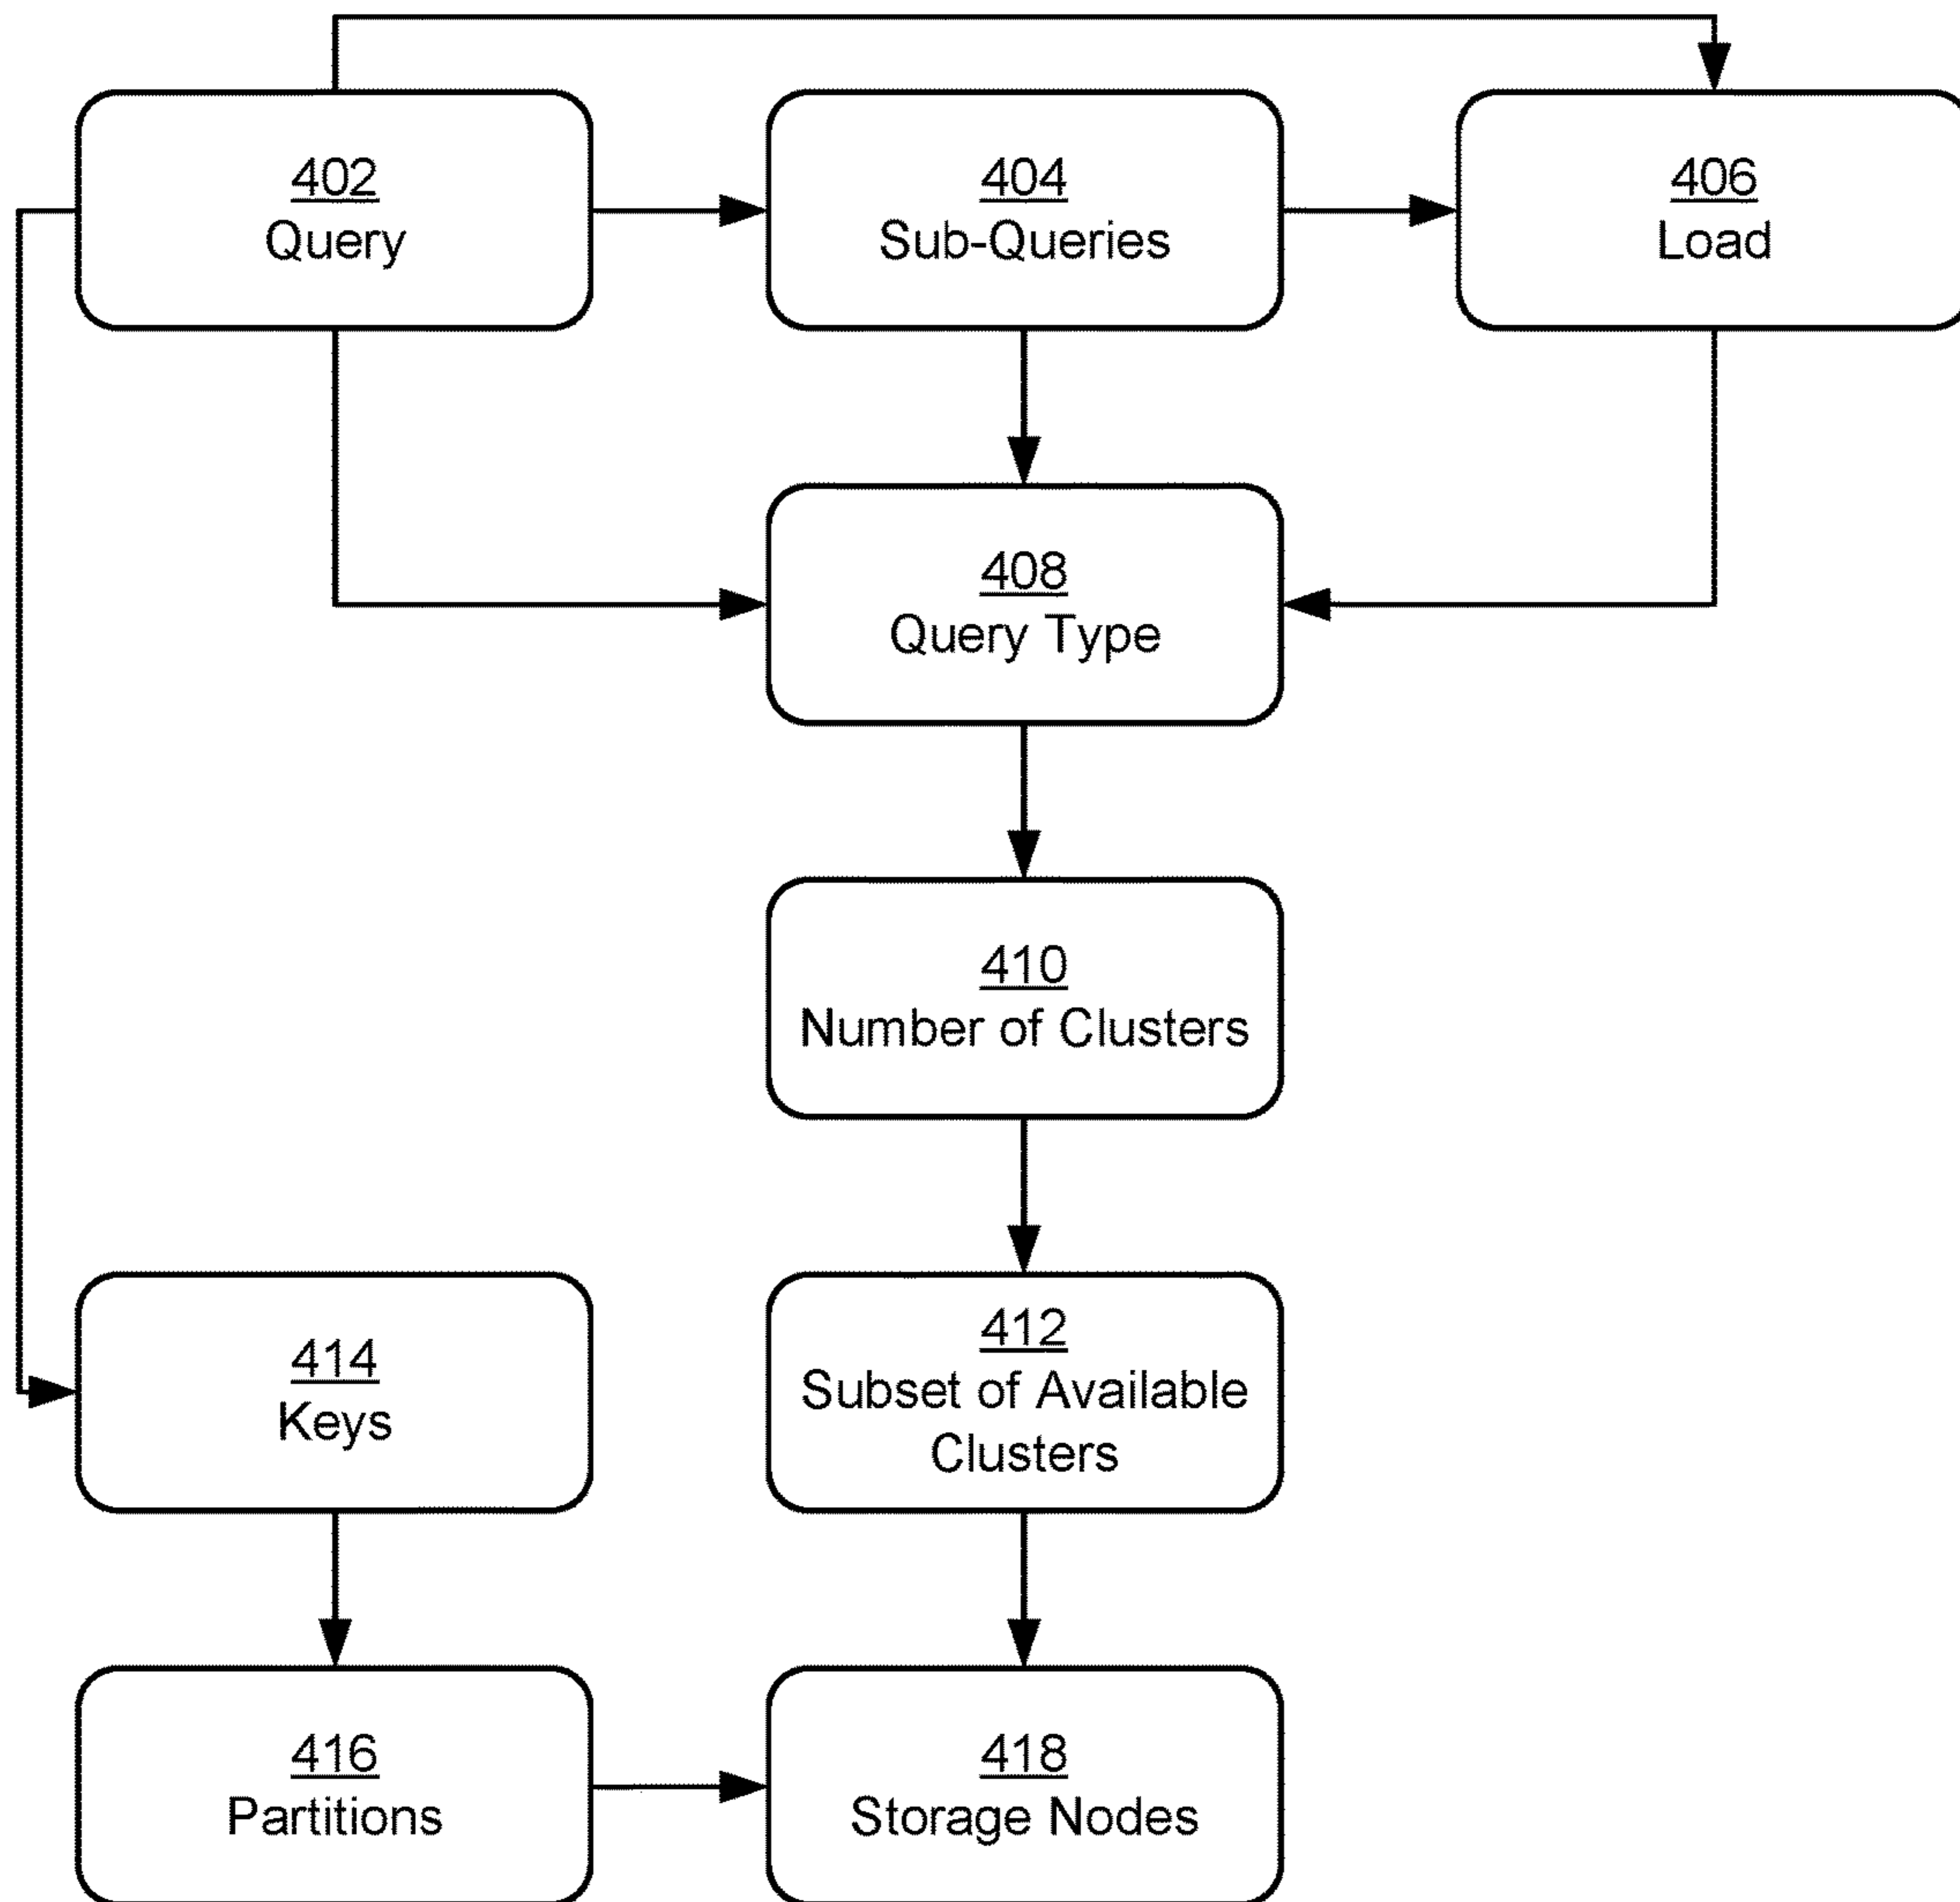 402
Query
404
Sub-Queries
406
Load
408
Query Type
410
Number of Clusters
414
Keys
412
Subset of Available
Clusters
416
Partitions
418
Storage Nodes